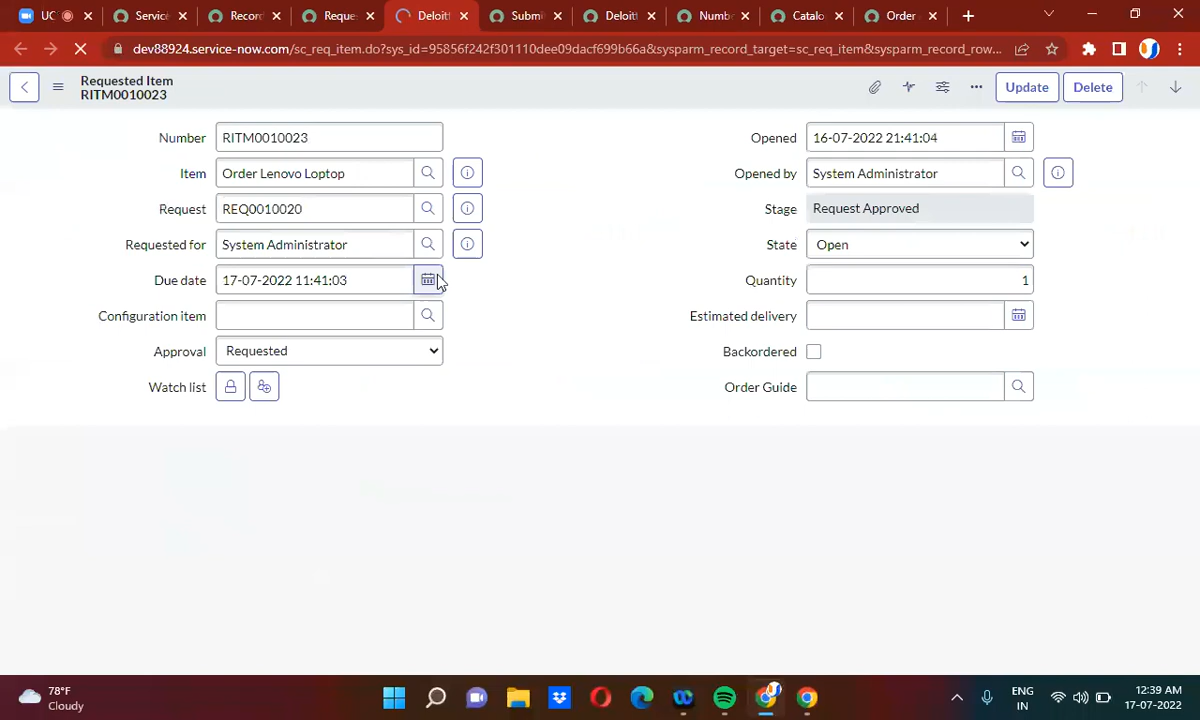 UC
Servic
Record
Reque
Deloitt
Submi
Deloitt
Numbe
Catalo
Order
dev88924.service-now.com/sc_req_item.do?sys_id=95856f242f301110dee09dacf699b66a&sysparm_record_target=sc_req_item&sysparm_record_row...
Requested Item
RITM0010023
Update
Delete
Number RITM0010023
Opened 16-07-2022 21:41:04
Item Order Lenovo Loptop
Opened by System Administrator
Request REQ0010020
Stage Request Approved
Requested for System Administrator
State Open
Due date 17-07-2022 11:41:03
Quantity 1
Configuration item
Estimated delivery
Approval Requested
Backordered
Watch list
Order Guide
78°F
Cloudy
ENG
IN
12:39 AM
17-07-2022